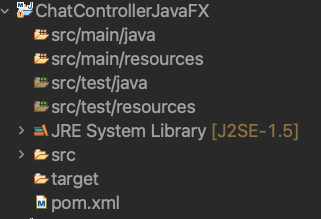 ChatControllerJavaFX
src/main/java
src/main/resources
src/test/java
src/test/resources
JRE System Library [J2SE-1.5]
src
target
pom.xml